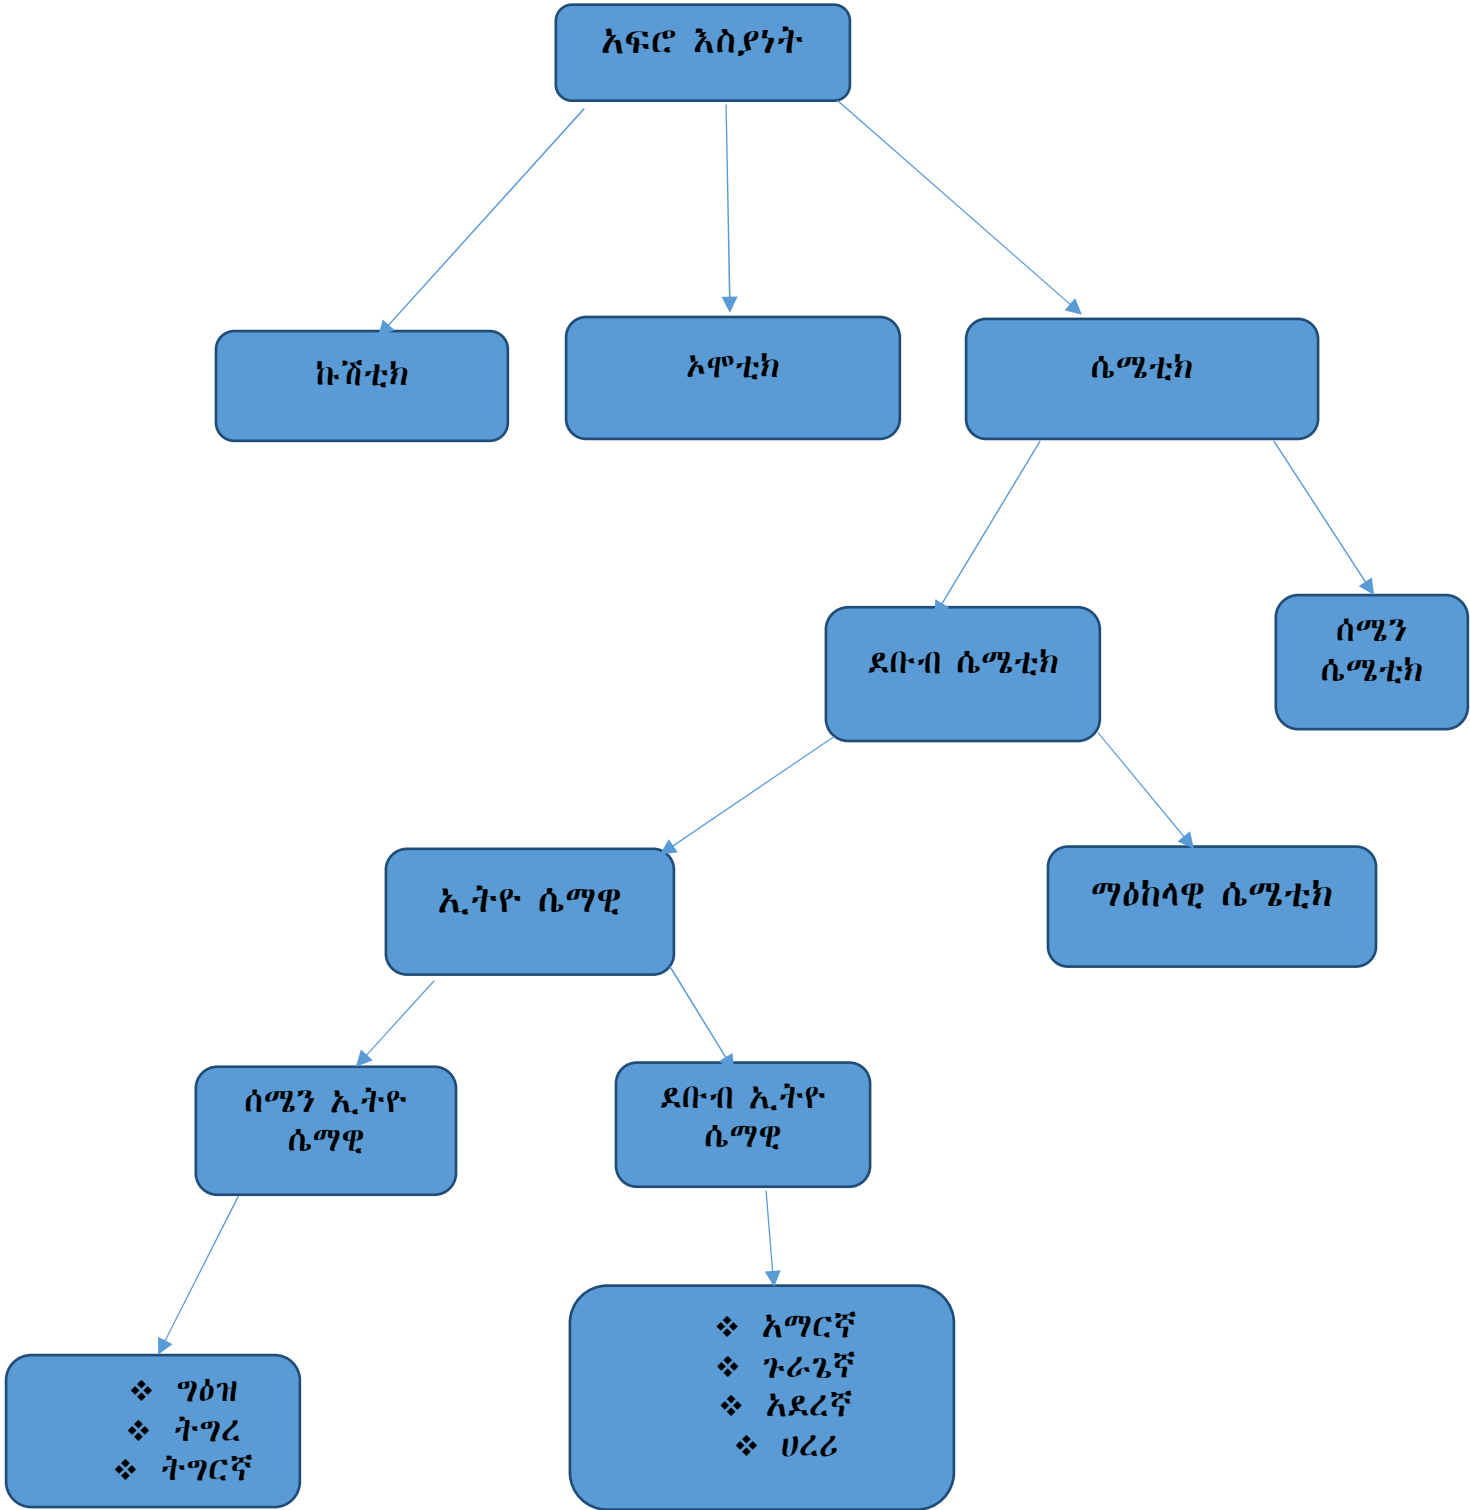 አፍሮ እስያነት
ኩሽቲክ
ኦሞቲክ
ሴሜቲክ
ደቡብ ሴሜቲክ
ሰሜን
ሴሜቲክ
ኢትዮ ሴማዊ
ማዕከላዊ ሴሜቲክ
ሰሜን ኢትዮ
ሴማዊ
ደቡብ ኢትዮ
ሴማዊ
❖ ግዕዝ
❖ ትግረ
❖ ትግርኛ
❖ አማርኛ
❖ ጉራጌኛ
❖ አደረኛ
❖ ሀረሪ